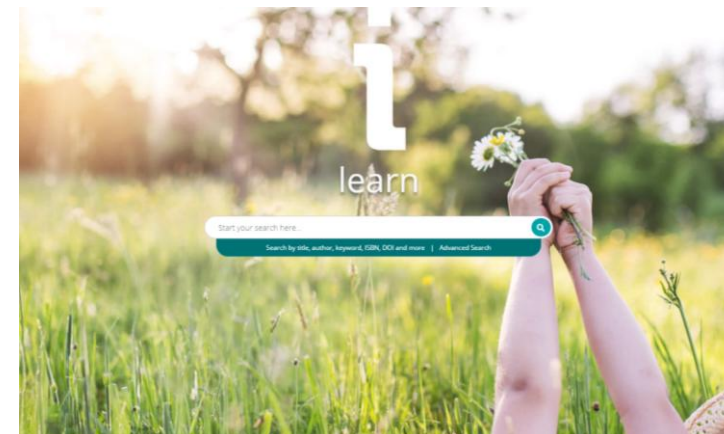 i
learn
Start your search here...
Search by title, author, keyword, ISBN, DOI and more | Advanced Search